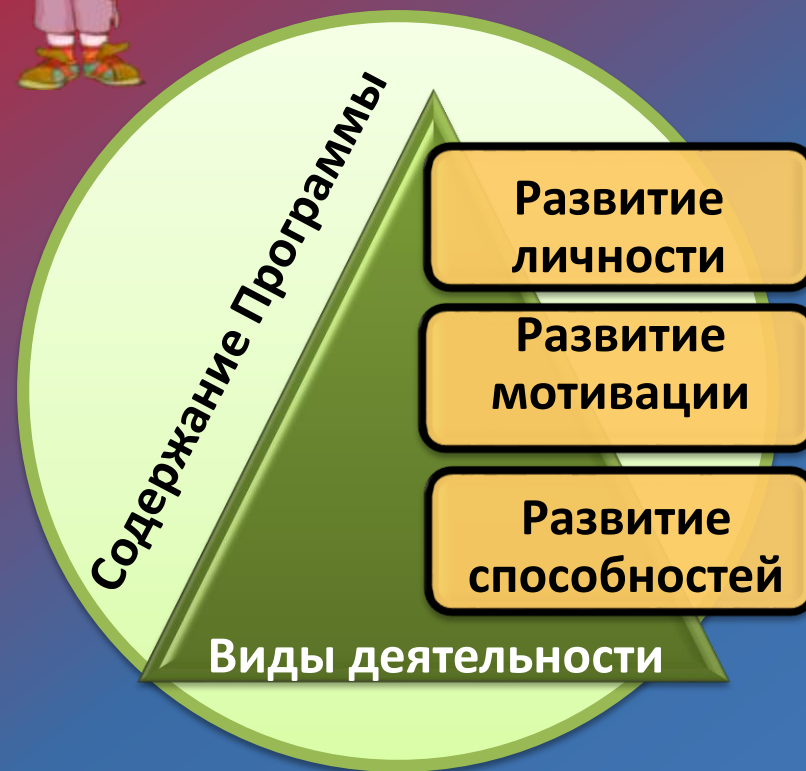 Содержание Программы
Развитие
личности
Развитие
мотивации
Развитие
способностей
Виды деятельности